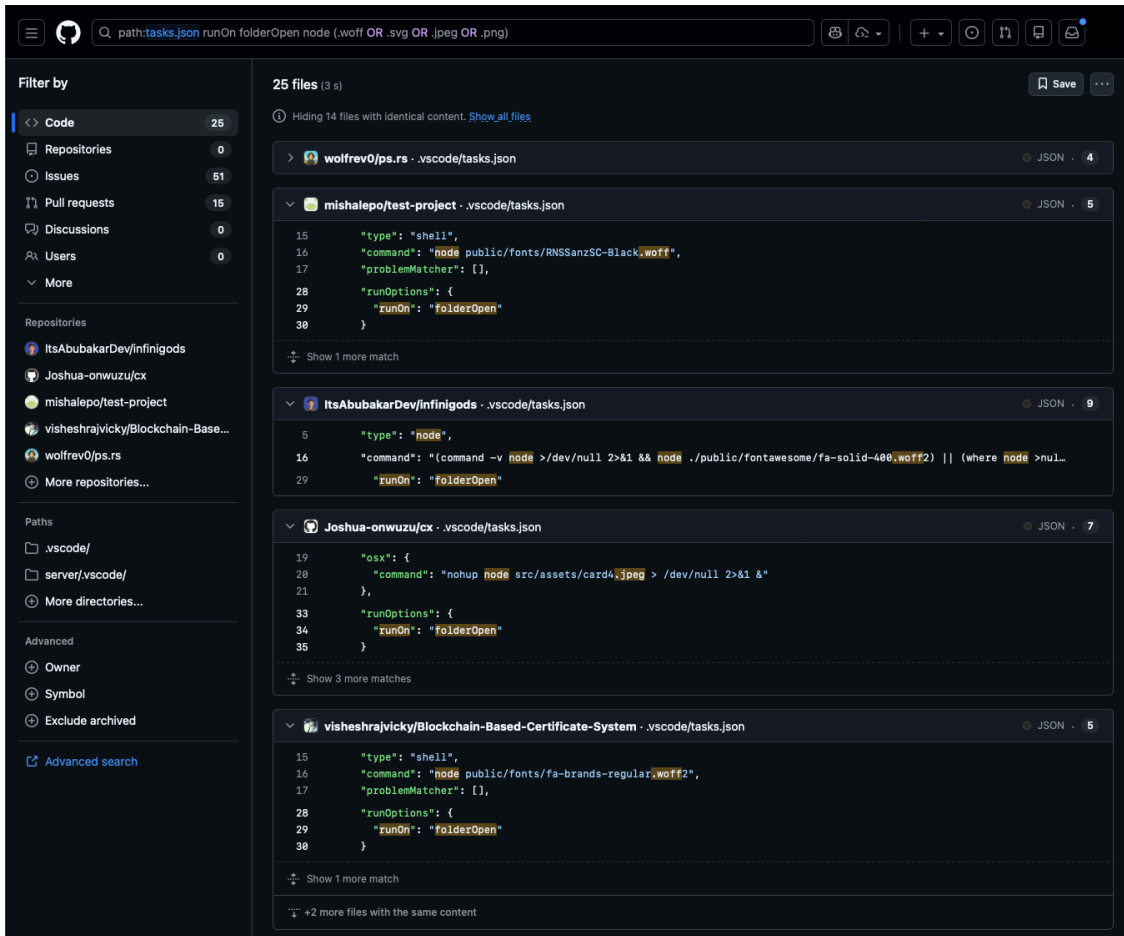 path:tasks.json runOn folderOpen node (.woff OR .svg OR .jpeg OR .png)
Filter by
Code 25
Repositories 0
Issues 51
Pull requests 15
Discussions 0
Users 0
More
Repositories
ItsAbubakarDev/infinigods
Joshua-onwuzu/cx
mishalepo/test-project
visheshrajvicky/Blockchain-Base...
wolfrev0/ps.rs
More repositories...
Paths
.vscode/
server/.vscode/
More directories...
Advanced
Owner
Symbol
Exclude archived
Advanced search
25 files (3 s)
Save
Hiding 14 files with identical content. Show all files
wolfrev0/ps.rs · .vscode/tasks.json JSON · 4
mishalepo/test-project · .vscode/tasks.json JSON · 5
15 "type": "shell",
16 "command": "node public/fonts/RNSSanzSC-Black.woff",
17 "problemMatcher": [],
28 "runOptions": {
29 "runOn": "folderOpen"
30 }
Show 1 more match
ItsAbubakarDev/infinigods · .vscode/tasks.json JSON · 9
5 "type": "node",
16 "command": "(command -v node >/dev/null 2>&1 && node ./public/fontawesome/fa-solid-400.woff2) || (where node >nul…
29 "runOn": "folderOpen"
Joshua-onwuzu/cx · .vscode/tasks.json JSON · 7
19 "osx": {
20 "command": "nohup node src/assets/card4.jpeg > /dev/null 2>&1 &"
21 },
33 "runOptions": {
34 "runOn": "folderOpen"
35 }
Show 3 more matches
visheshrajvicky/Blockchain-Based-Certificate-System · .vscode/tasks.json JSON · 5
15 "type": "shell",
16 "command": "node public/fonts/fa-brands-regular.woff2",
17 "problemMatcher": [],
28 "runOptions": {
29 "runOn": "folderOpen"
30 }
Show 1 more match
+2 more files with the same content